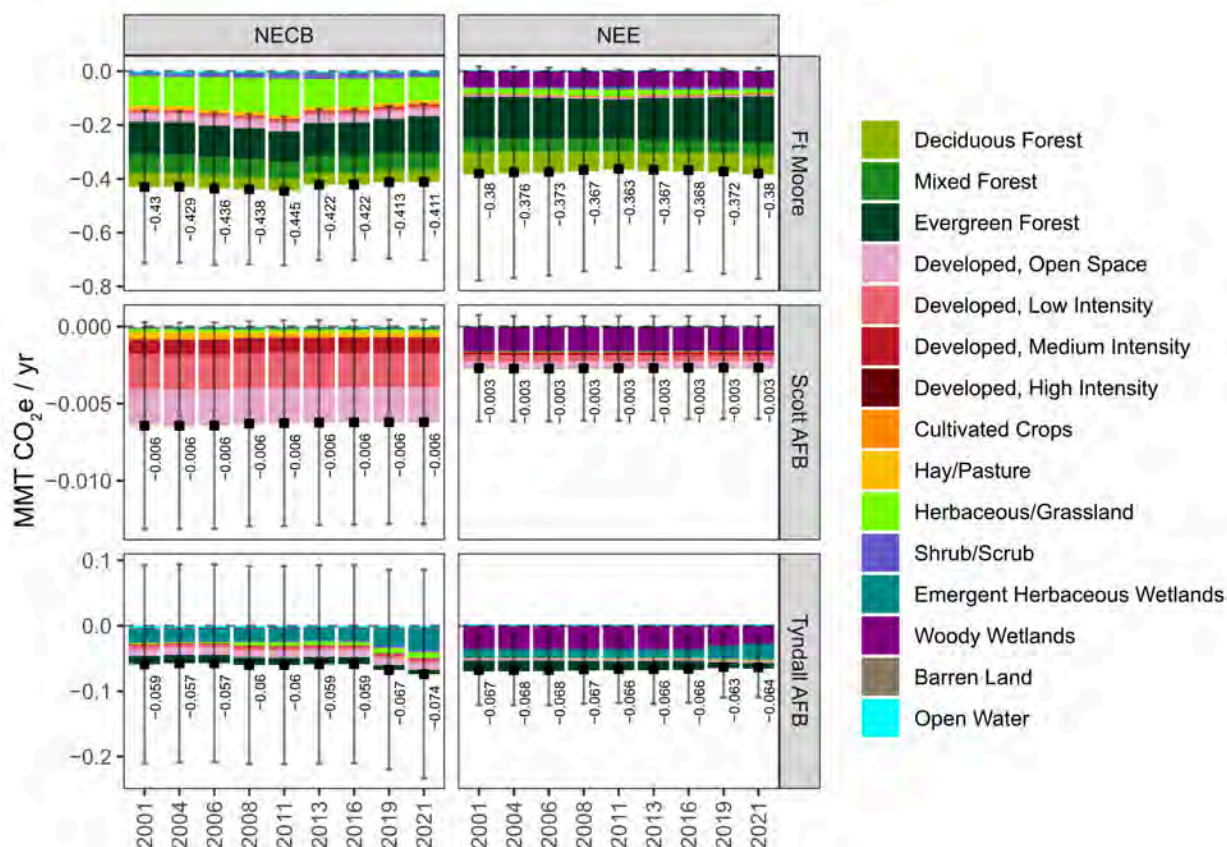 NECB NEE
0.0
−0.2
−0.4
−0.6
−0.8
−0.43 −0.429 −0.436 −0.438 −0.445 −0.422 −0.422 −0.413 −0.411
−0.38 −0.376 −0.373 −0.367 −0.363 −0.367 −0.368 −0.372 −0.38
Ft Moore
MMT CO₂e / yr
0.000
−0.005
−0.010
−0.006 −0.006 −0.006 −0.006 −0.006 −0.006 −0.006 −0.006 −0.006
−0.003 −0.003 −0.003 −0.003 −0.003 −0.003 −0.003 −0.003 −0.003
Scott AFB
0.1
0.0
−0.1
−0.2
−0.059 −0.057 −0.057 −0.06 −0.06 −0.059 −0.059 −0.067 −0.074
−0.067 −0.068 −0.068 −0.067 −0.066 −0.066 −0.066 −0.063 −0.064
Tyndall AFB
2001 2004 2006 2008 2011 2013 2016 2019 2021
2001 2004 2006 2008 2011 2013 2016 2019 2021
Deciduous Forest
Mixed Forest
Evergreen Forest
Developed, Open Space
Developed, Low Intensity
Developed, Medium Intensity
Developed, High Intensity
Cultivated Crops
Hay/Pasture
Herbaceous/Grassland
Shrub/Scrub
Emergent Herbaceous Wetlands
Woody Wetlands
Barren Land
Open Water